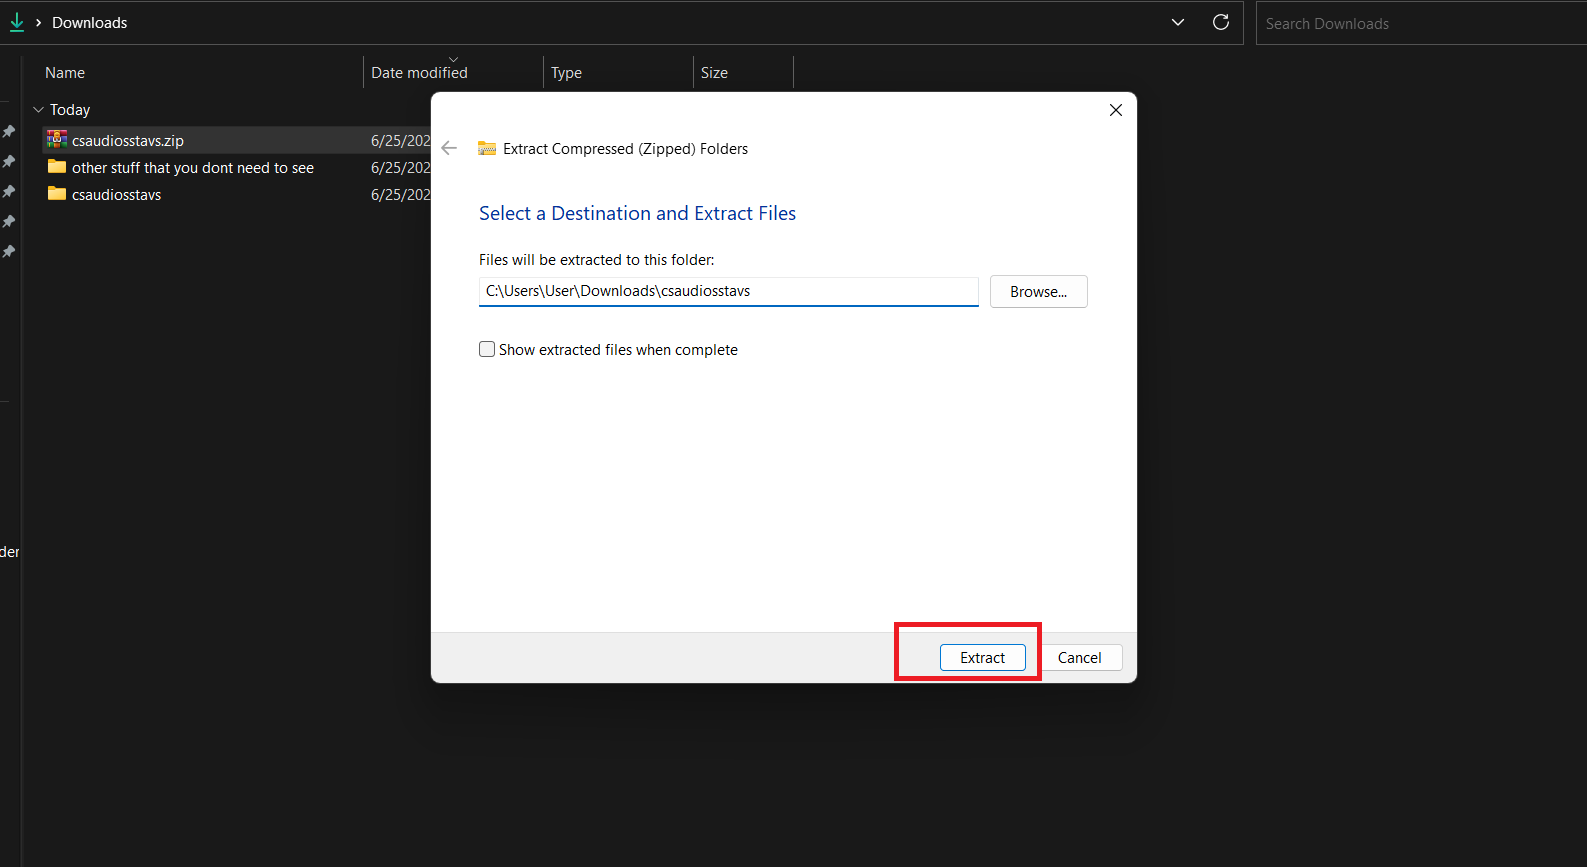 Downloads
Search Downloads
Name Date modified Type Size
Today
csaudiosstavs.zip 6/25/202
other stuff that you dont need to see 6/25/202
csaudiosstavs 6/25/202
der
Extract Compressed (Zipped) Folders
Select a Destination and Extract Files
Files will be extracted to this folder:
C:\Users\User\Downloads\csaudiosstavs Browse...
Show extracted files when complete
Extract Cancel